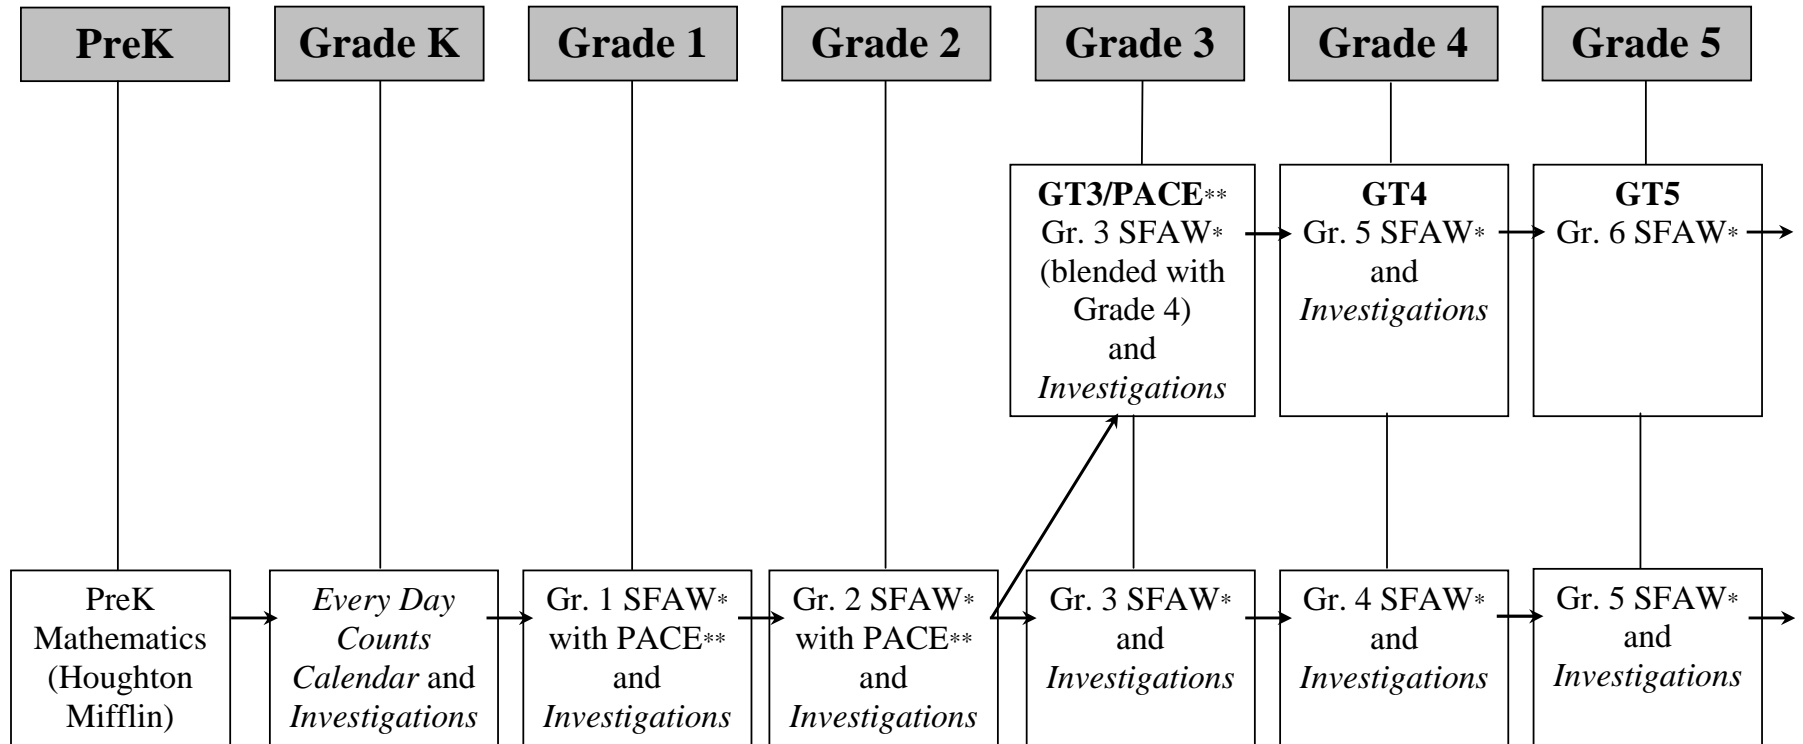 PreK
Grade K
Grade 1
Grade 2
Grade 3
Grade 4
Grade 5
GT3/PACE**
Gr. 3 SFAW*
(blended with
Grade 4)
and
Investigations
GT4
Gr. 5 SFAW*
and
Investigations
GT5
Gr. 6 SFAW*
PreK
Mathematics
(Houghton
Mifflin)
Every Day
Counts
Calendar and
Investigations
Gr. 1 SFAW*
with PACE**
and
Investigations
Gr. 2 SFAW*
with PACE**
and
Investigations
Gr. 3 SFAW*
and
Investigations
Gr. 4 SFAW*
and
Investigations
Gr. 5 SFAW*
and
Investigations